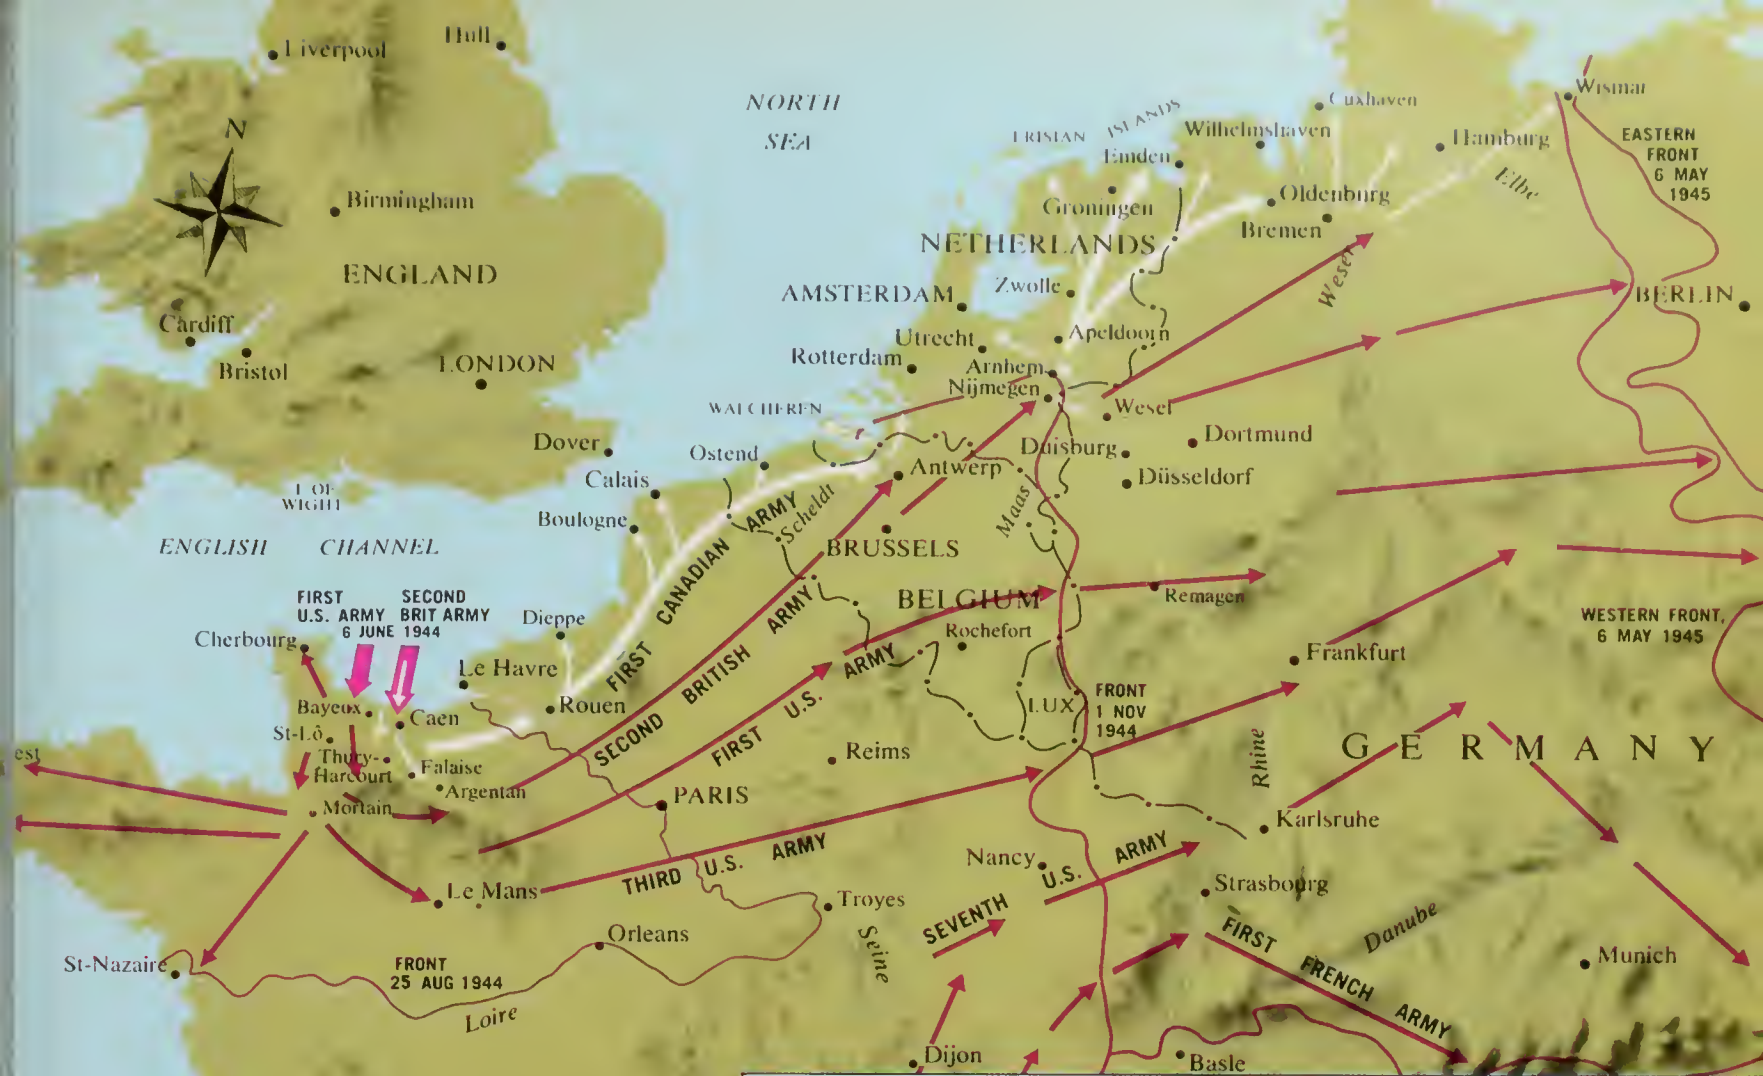 Liverpool
Hull
N
Birmingham
ENGLAND
Cardiff
Bristol
LONDON
NORTH
SEA
FRISIAN ISLANDS
Cuxhaven
Wilhelmshaven
Emden
Hamburg
Wismar
EASTERN
FRONT
6 MAY
1945
Elbe
Groningen
Oldenburg
Bremen
NETHERLANDS
Zwolle
Weser
AMSTERDAM
BERLIN
Utrecht
Apeldoorn
Rotterdam
Arnhem
Nijmegen
Wesel
WALCHEREN
Dover
Ostend
Duisburg
Dortmund
Calais
Antwerp
Düsseldorf
I OF
WIGHT
Boulogne
Scheldt
Maas
ENGLISH CHANNEL
BRUSSELS
FIRST CANADIAN ARMY
FIRST
U.S. ARMY
SECOND
BRIT ARMY
6 JUNE 1944
BELGIUM
Remagen
Cherbourg
Dieppe
Rochefort
WESTERN FRONT,
6 MAY 1945
Le Havre
Frankfurt
Bayeux
Caen
Rouen
SECOND BRITISH ARMY
LUX
FRONT
1 NOV
1944
St-Lô
est
Thury-
Harcourt
Falaise
FIRST U.S. ARMY
Reims
Rhine
GERMANY
Argentan
Mortain
PARIS
Karlsruhe
THIRD U.S. ARMY
Nancy
Le Mans
Troyes
SEVENTH U.S. ARMY
Strasbourg
Orleans
Seine
Danube
St-Nazaire
FRONT
25 AUG 1944
Loire
FIRST FRENCH ARMY
Munich
Dijon
Basle